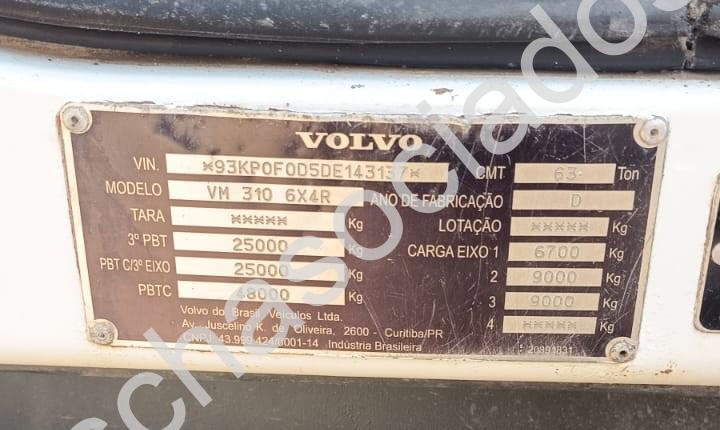 VOLVO
VIN. *93KP0F0D5DE143137* CMT 63- Ton
MODELO VM 310 6X4R ANO DE FABRICAÇÃO D
TARA ***** Kg LOTAÇÃO ***** Kg
3º PBT 25000 Kg CARGA EIXO 1 6700 Kg
PBT C/3º EIXO 25000 Kg 2 9000 Kg
PBTC 48000 Kg 3 9000 Kg
4 ***** Kg
Volvo do Brasil Veículos Ltda.
Av. Juscelino K. de Oliveira, 2600 - Curitiba/PR
CNPJ 43.999.424/0001-14 Indústria Brasileira
20891831
schasociados